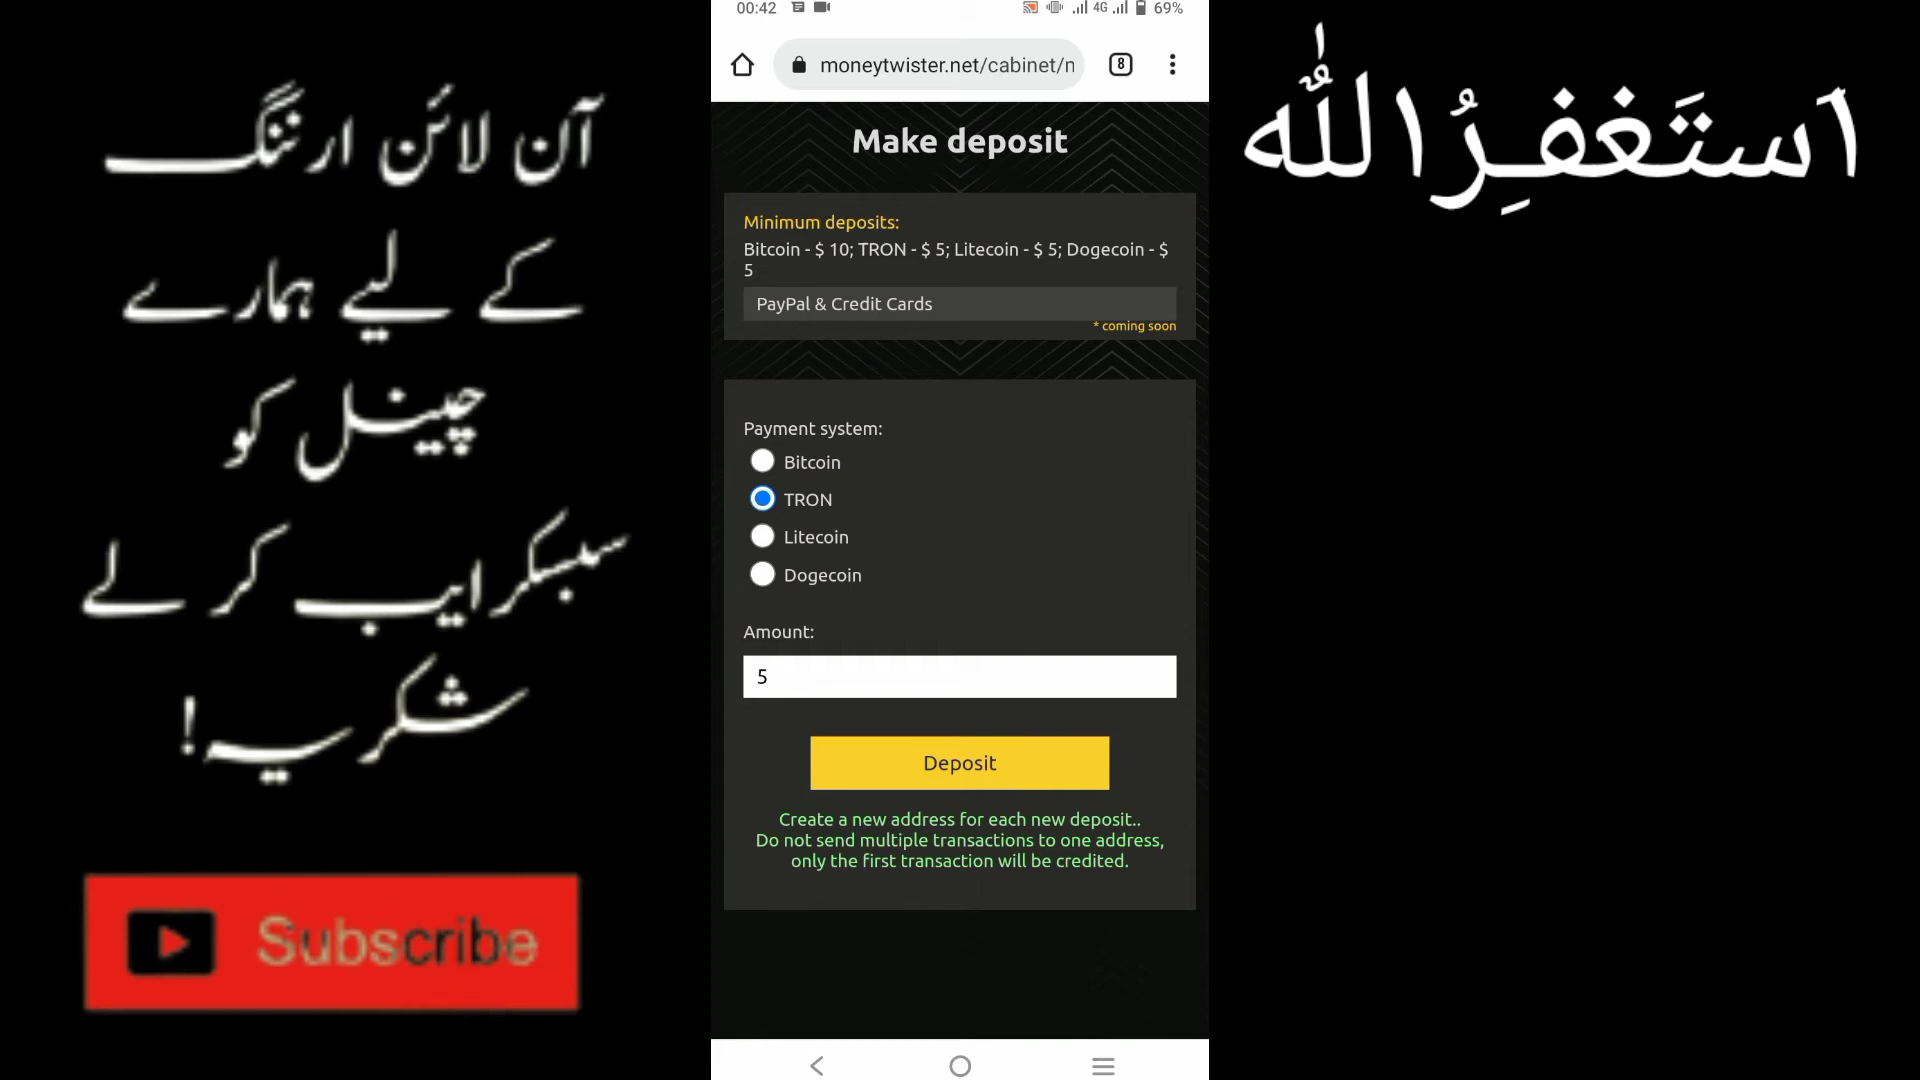 آن لائن ارننگ
کے لیے ہمارے
چینل کو
سبسکرایب کر لے
شکریہ!
Subscribe
00:42
4G
69%
moneytwister.net/cabinet/n
8
Make deposit
Minimum deposits:
Bitcoin - $ 10; TRON - $ 5; Litecoin - $ 5; Dogecoin - $
5
PayPal & Credit Cards
* coming soon
Payment system:
Bitcoin
TRON
Litecoin
Dogecoin
Amount:
5
Deposit
Create a new address for each new deposit..
Do not send multiple transactions to one address,
only the first transaction will be credited.
اَستَغفِرُاللّٰه